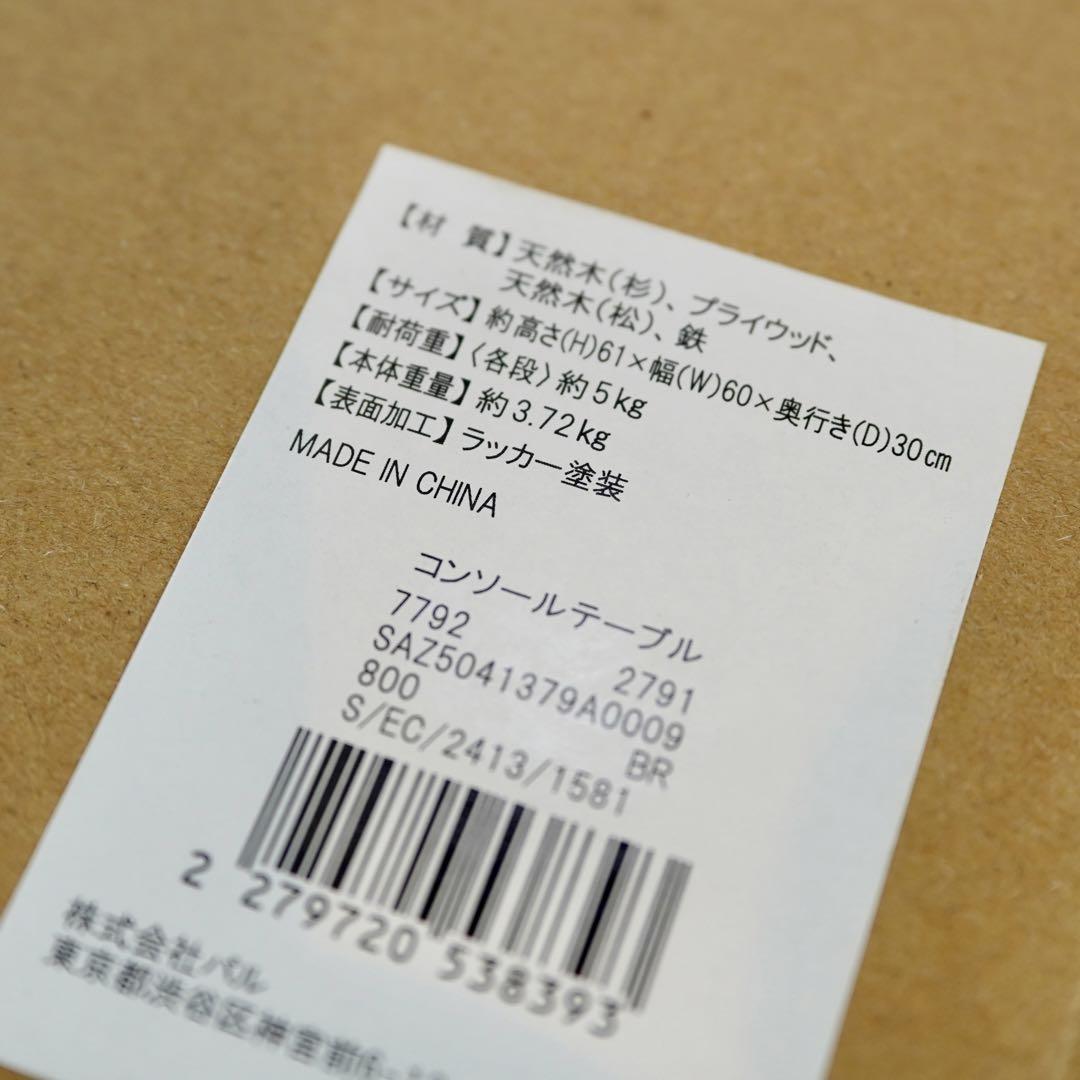 【材　質】天然木(杉)、プライウッド、
天然木(松)、鉄
【サイズ】約高さ(H)61×幅(W)60×奥行き(D)30cm
【耐荷重】〈各段〉約5kg
【本体重量】約3.72kg
【表面加工】ラッカー塗装
MADE IN CHINA
コンソールテーブル
7792 2791
SAZ5041379A0009
800 BR
S/EC/2413/1581
2 279720 538393
株式会社パル
東京都渋谷区神宮前6-